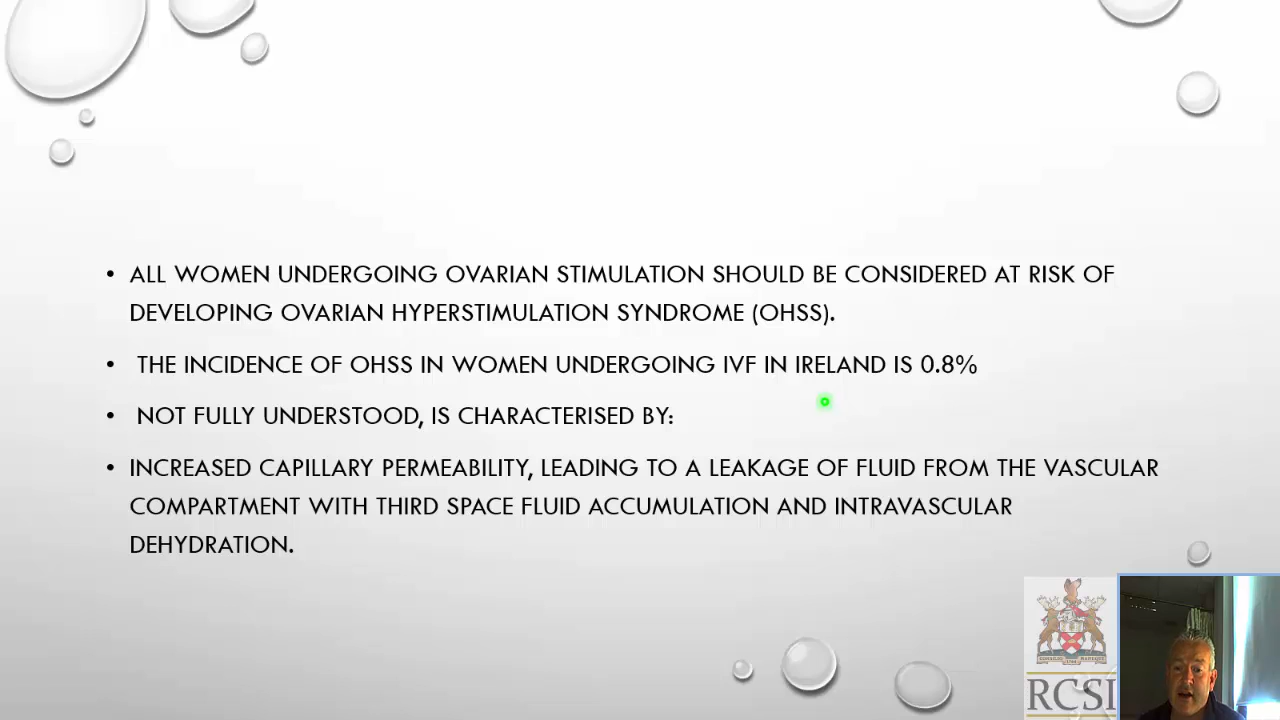 • ALL WOMEN UNDERGOING OVARIAN STIMULATION SHOULD BE CONSIDERED AT RISK OF
DEVELOPING OVARIAN HYPERSTIMULATION SYNDROME (OHSS).
• THE INCIDENCE OF OHSS IN WOMEN UNDERGOING IVF IN IRELAND IS 0.8%
• NOT FULLY UNDERSTOOD, IS CHARACTERISED BY:
• INCREASED CAPILLARY PERMEABILITY, LEADING TO A LEAKAGE OF FLUID FROM THE VASCULAR
COMPARTMENT WITH THIRD SPACE FLUID ACCUMULATION AND INTRAVASCULAR
DEHYDRATION.
RCSI